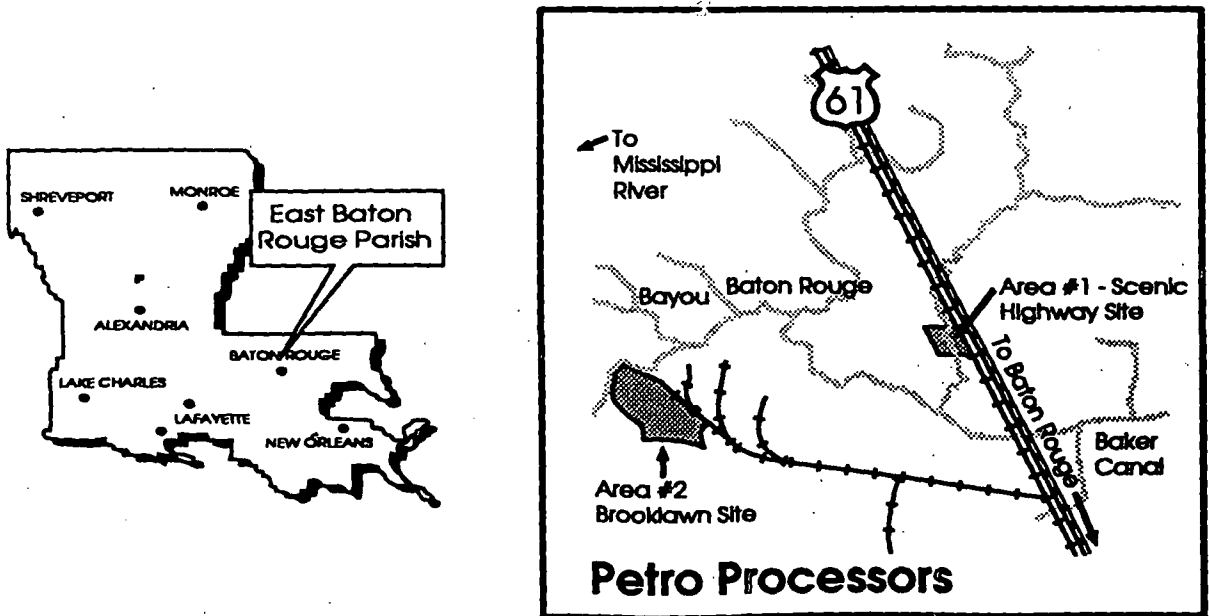 SHREVEPORT
MONROE
East Baton
Rouge Parish
ALEXANDRIA
BATON ROUGE
LAKE CHARLES
LAFAYETTE
NEW ORLEANS
61
To
Mississippi
River
Bayou
Baton Rouge
Area #1 - Scenic
Highway Site
To Baton Rouge
Baker
Canal
Area #2
Brooklawn Site
Petro Processors